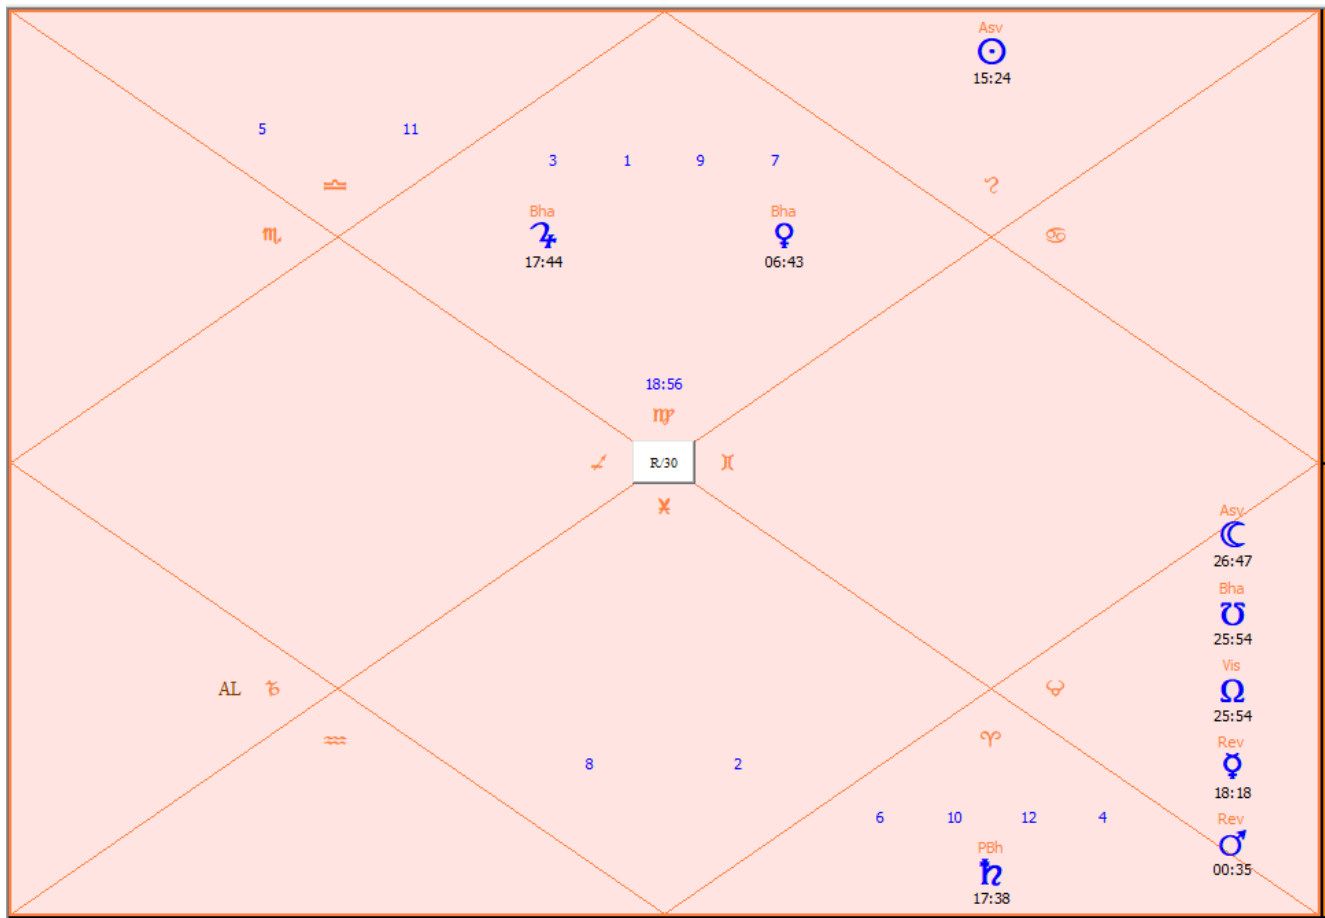 Asv
☉
15:24
5 11
3 1 9 7
♎ ♌
Bha Bha
♏ ♃ ♀ ♋
17:44 06:43
18:56
♍
♐ R/30 ♊
♓
Asv
☾
26:47
Bha
☋
25:54
Vis
AL ♑ ☊ ♉
25:54
♒ ♈
Rev
8 2 ☿
18:18
6 10 12 4 Rev
PBh ♂
♄ 00:35
17:38